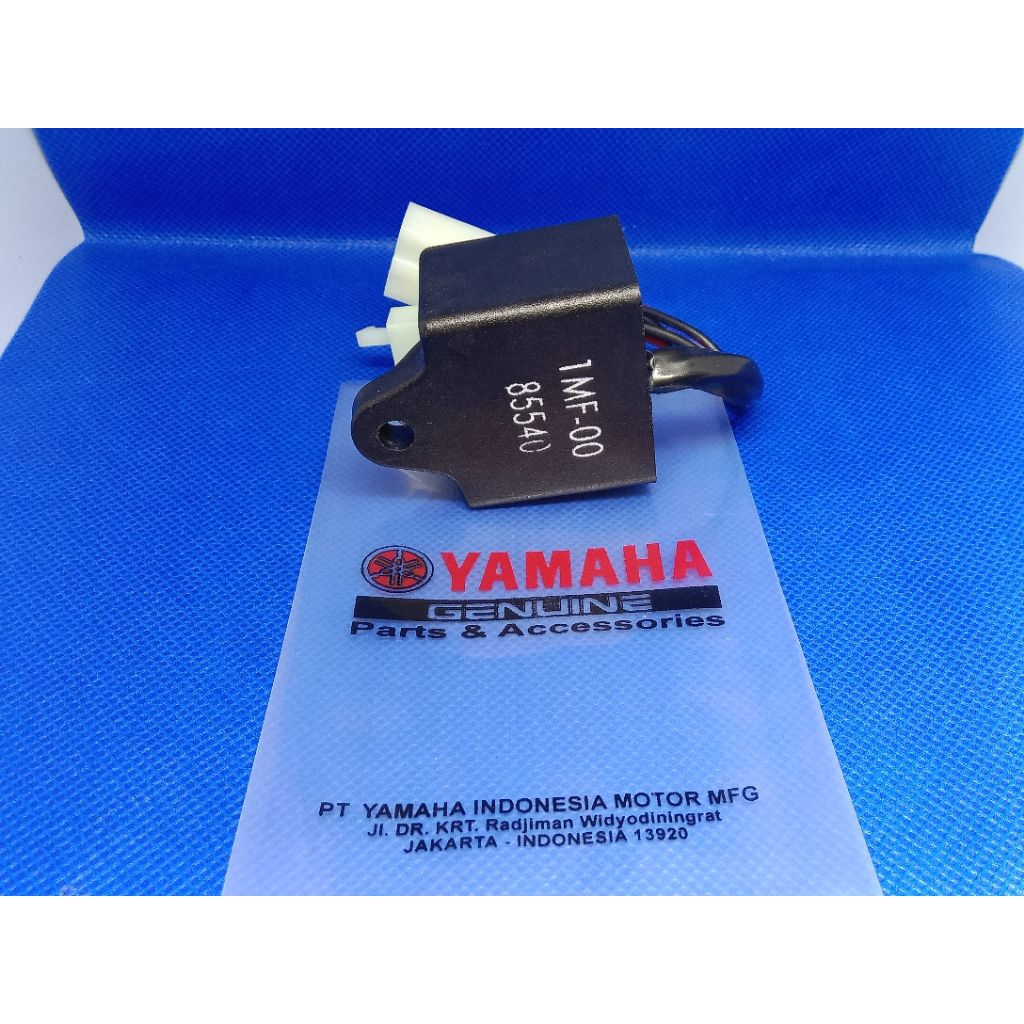 1MF-00
85540
YAMAHA
GENUINE
Parts & Accessories
PT YAMAHA INDONESIA MOTOR MFG
Jl. DR. KRT. Radjiman Widyodiningrat
JAKARTA - INDONESIA 13920